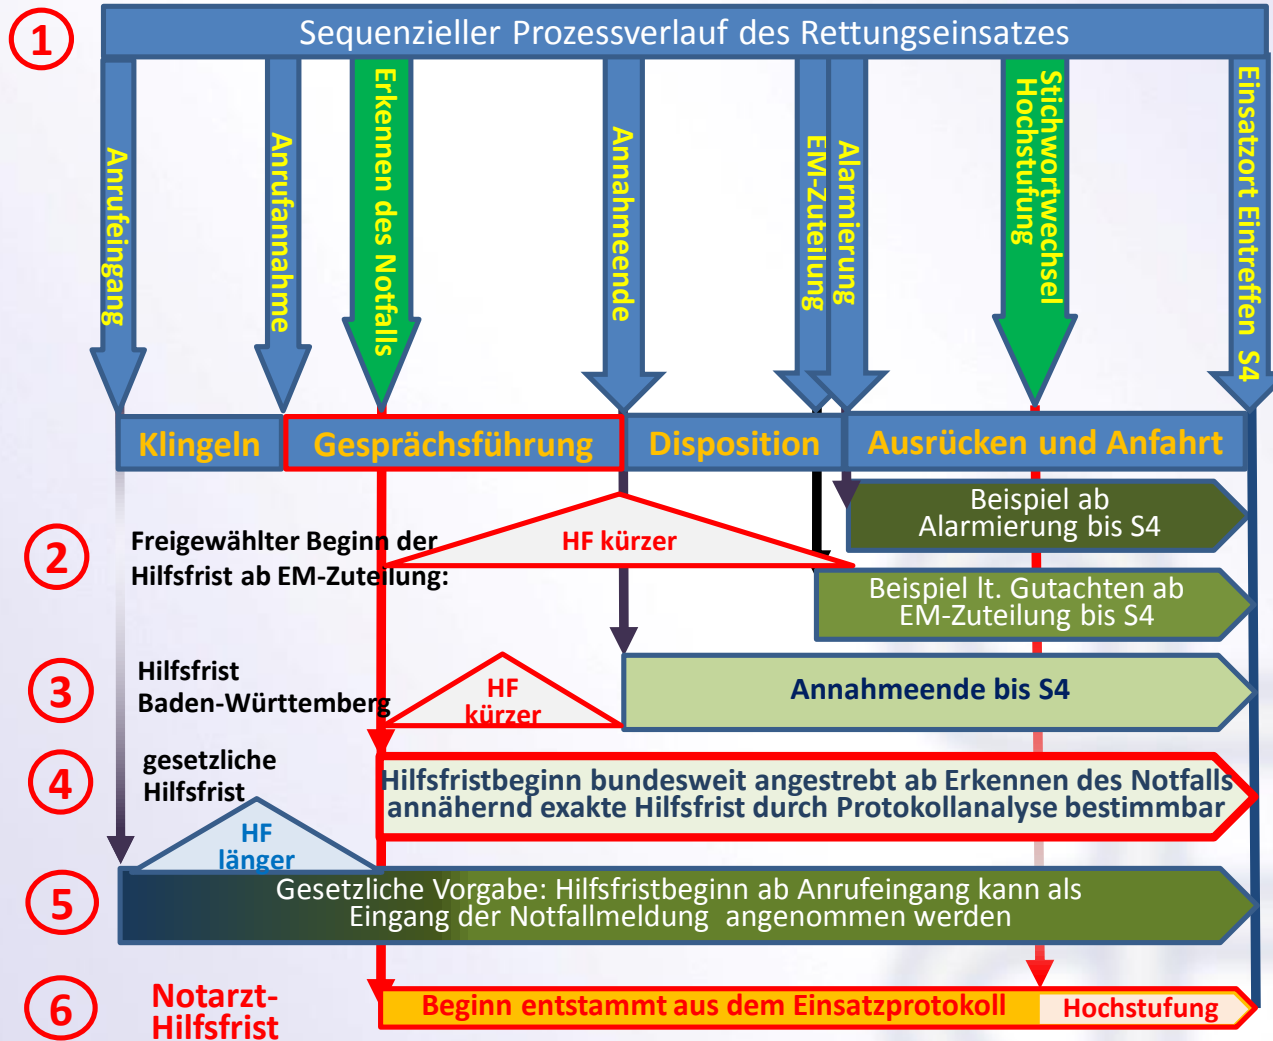 1
Sequenzieller Prozessverlauf des Rettungseinsatzes
Anrufeingang
Anrufannahme
Erkennen des Notfalls
Annahmeende
EM-Zuteilung
Alarmierung
Stichwortwechsel
Hochstufung
Einsatzort Eintreffen S4
Klingeln
Gesprächsführung
Disposition
Ausrücken und Anfahrt
2
Freigewählter Beginn der
Hilfsfrist ab EM-Zuteilung:
HF kürzer
Beispiel ab
Alarmierung bis S4
Beispiel lt. Gutachten ab
EM-Zuteilung bis S4
3
Hilfsfrist
Baden-Württemberg
HF
kürzer
Annahmeende bis S4
4
gesetzliche
Hilfsfrist
Hilfsfristbeginn bundesweit angestrebt ab Erkennen des Notfalls
annähernd exakte Hilfsfrist durch Protokollanalyse bestimmbar
HF
länger
5
Gesetzliche Vorgabe: Hilfsfristbeginn ab Anrufeingang kann als
Eingang der Notfallmeldung angenommen werden
6
Notarzt-
Hilfsfrist
Beginn entstammt aus dem Einsatzprotokoll
Hochstufung